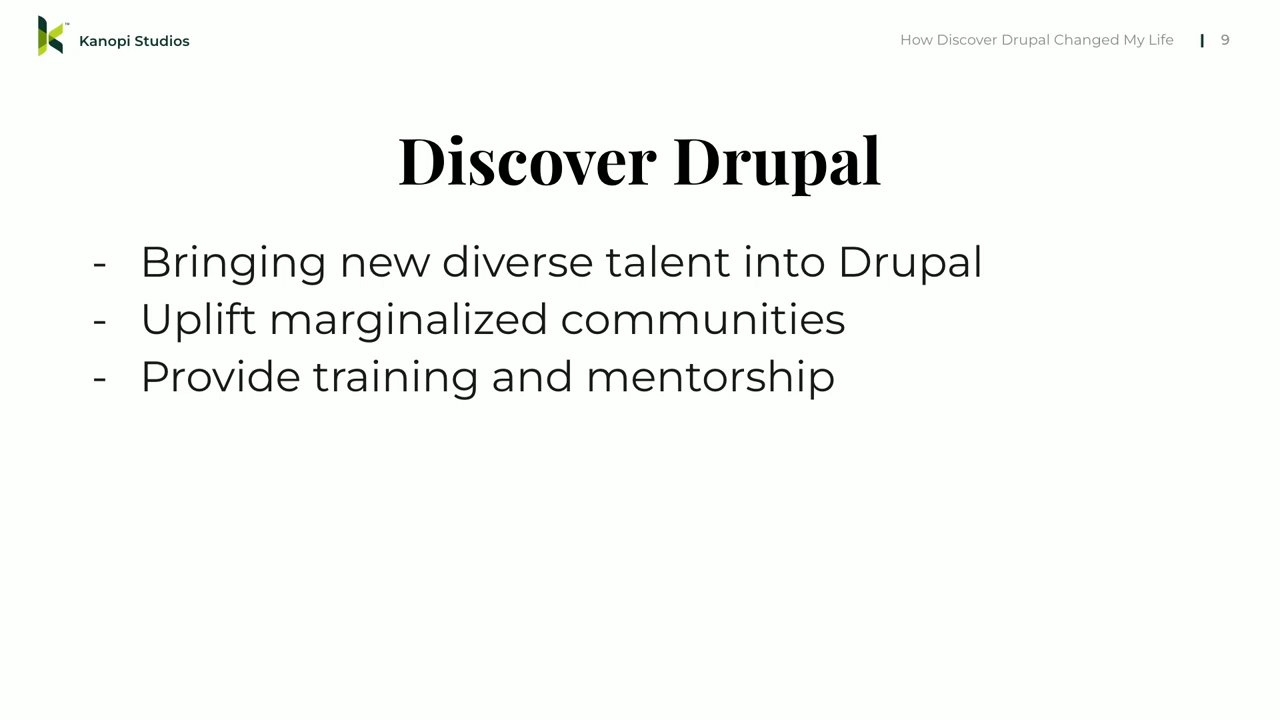 Kanopi Studios
How Discover Drupal Changed My Life | 9
Discover Drupal
- Bringing new diverse talent into Drupal
- Uplift marginalized communities
- Provide training and mentorship